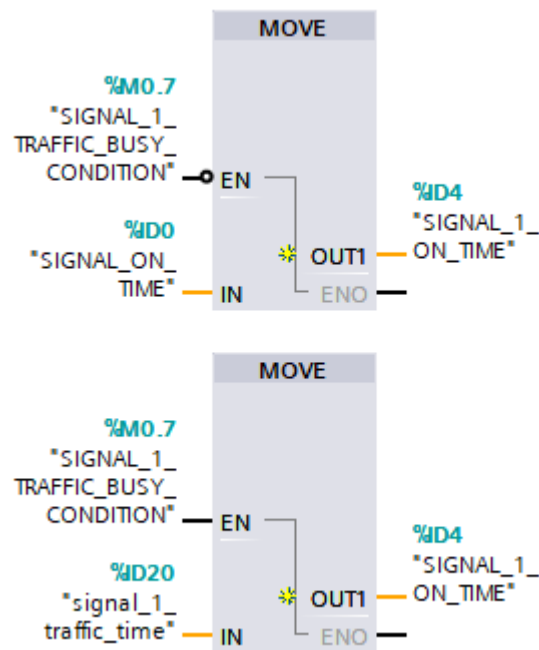 MOVE
%M0.7
"SIGNAL_1_
TRAFFIC_BUSY_
CONDITION"
EN
%ID4
"SIGNAL_1_
ON_TIME"
%ID0
"SIGNAL_ON_
TIME"
OUT1
IN
ENO
MOVE
%M0.7
"SIGNAL_1_
TRAFFIC_BUSY_
CONDITION"
EN
%ID4
"SIGNAL_1_
ON_TIME"
%ID20
"signal_1_
traffic_time"
OUT1
IN
ENO